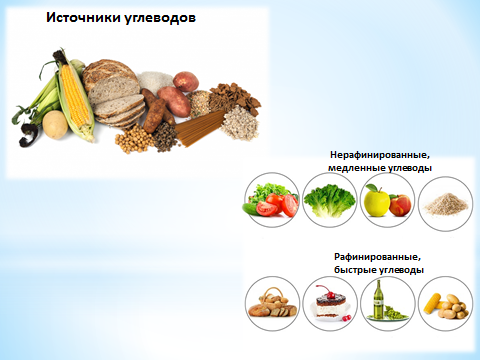 Источники углеводов
Нерафинированные,
медленные углеводы
Рафинированные,
быстрые углеводы